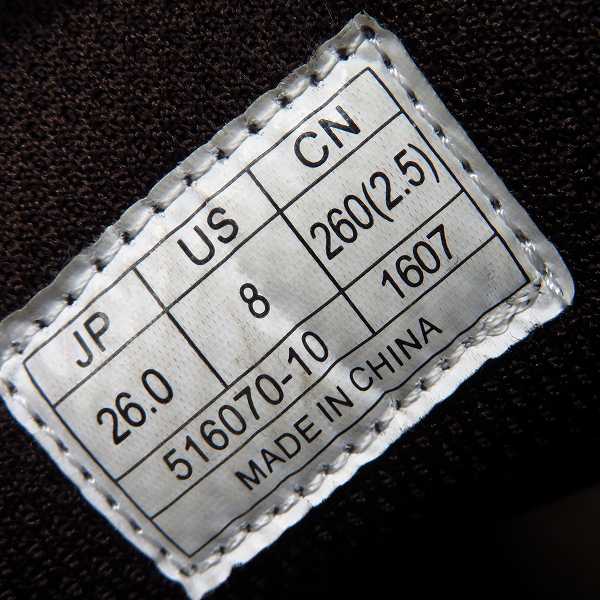 JP US CN
26.0 8 260(2.5)
516070-10 1607
MADE IN CHINA